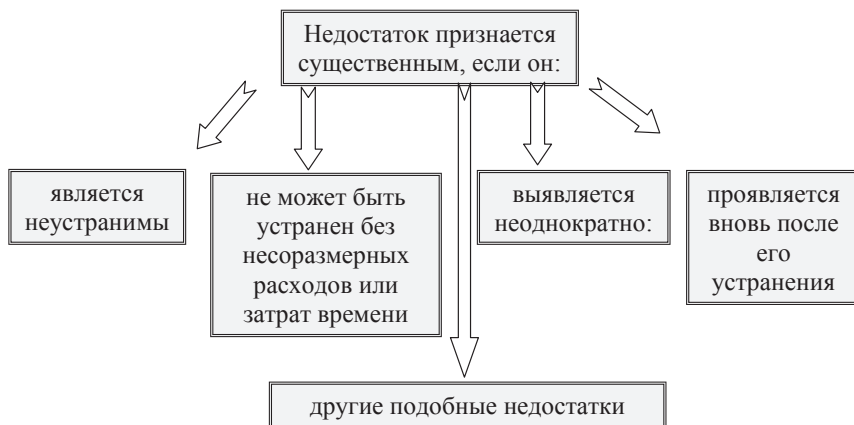 Недостаток признается
существенным, если он:
является
неустранимы
не может быть
устранен без
несоразмерных
расходов или
затрат времени
выявляется
неоднократно:
проявляется
вновь после
его
устранения
другие подобные недостатки